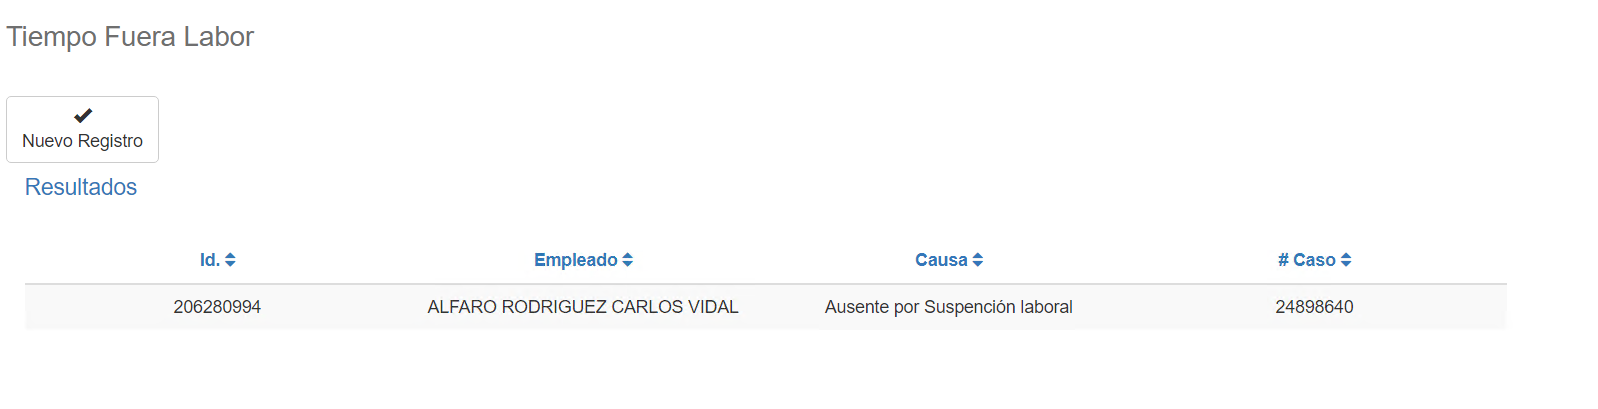 Tiempo Fuera Labor
Nuevo Registro
Resultados
Id. Empleado Causa # Caso
206280994 ALFARO RODRIGUEZ CARLOS VIDAL Ausente por Suspención laboral 24898640